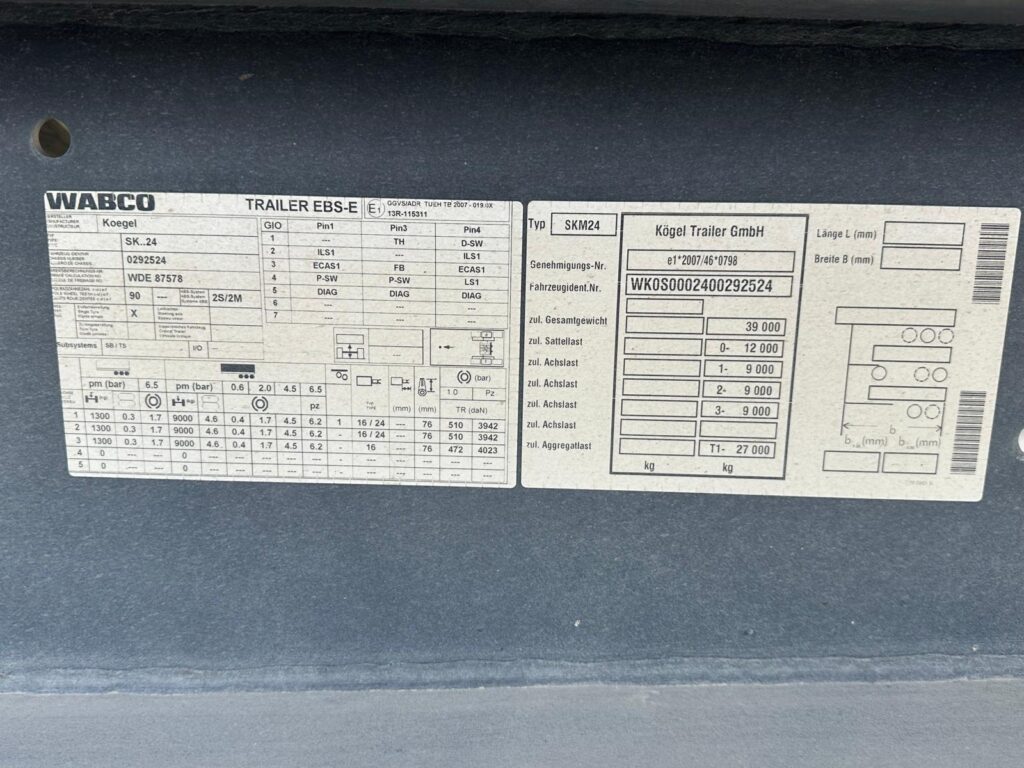 WABCO TRAILER EBS-E E1 GGVS/ADR TUEH TB 2007 - 019.0X
13R-115311
Koegel
SK..24
0292524
WDE 87578
90 --- 2S/2M
X
Subsystems SB / TS I/O ---
GIO Pin1 Pin3 Pin4
1 --- TH D-SW
2 ILS1 --- ILS1
3 ECAS1 FB ECAS1
4 P-SW P-SW LS1
5 DIAG DIAG DIAG
6 --- --- ---
7 --- --- ---
pm (bar) 6.5 pm (bar) 0.6 2.0 4.5 6.5 (bar)
pz (mm) (mm) 1.0 Pz
TR (daN)
1 1300 0.3 1.7 9000 4.6 0.4 1.7 4.5 6.2 1 16 / 24 --- 76 510 3942
2 1300 0.3 1.7 9000 4.6 0.4 1.7 4.5 6.2 - 16 / 24 --- 76 510 3942
3 1300 0.3 1.7 9000 4.6 0.4 1.7 4.5 6.2 - 16 --- 76 472 4023
4 0 --- --- 0 --- --- --- --- --- - --- --- --- --- ---
5 0 --- --- 0 --- --- --- --- --- - --- --- --- --- ---
Typ SKM24
Kögel Trailer GmbH
Genehmigungs-Nr. e1*2007/46*0798
Fahrzeugident.Nr. WK0S0002400292524
zul. Gesamtgewicht 39 000
zul. Sattellast 0- 12 000
zul. Achslast 1- 9 000
zul. Achslast 2- 9 000
zul. Achslast 3- 9 000
zul. Achslast
zul. Aggregatlast T1- 27 000
kg kg
Länge L (mm)
Breite B (mm)
b
(mm) (mm)